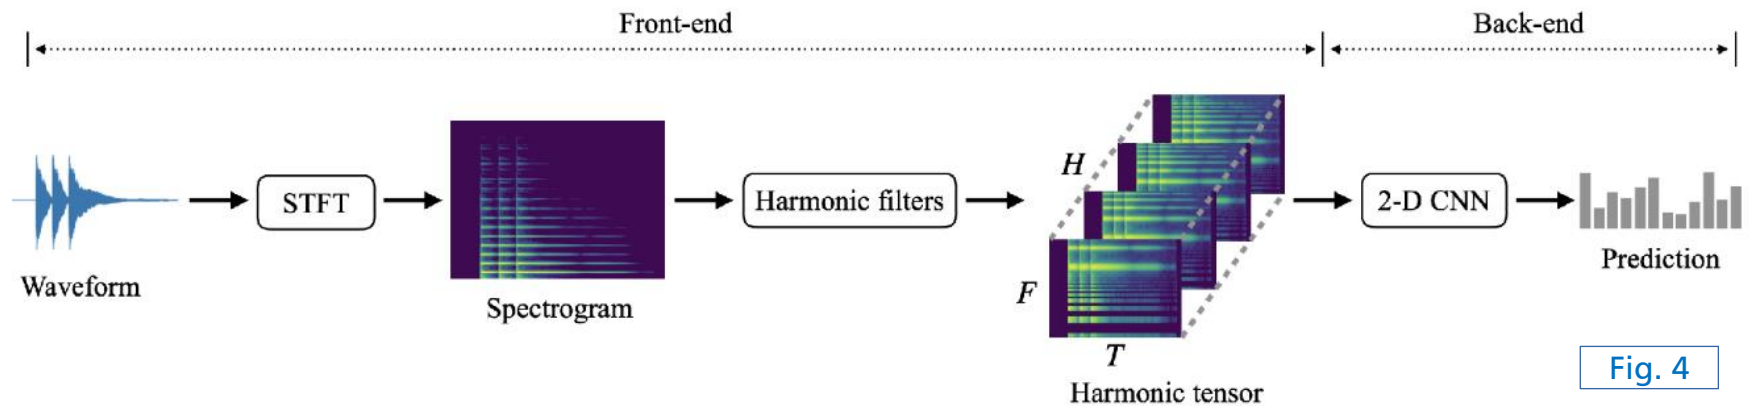 Front-end
Back-end
Waveform
STFT
Spectrogram
Harmonic filters
H
F
T
Harmonic tensor
2-D CNN
Prediction
Fig. 4